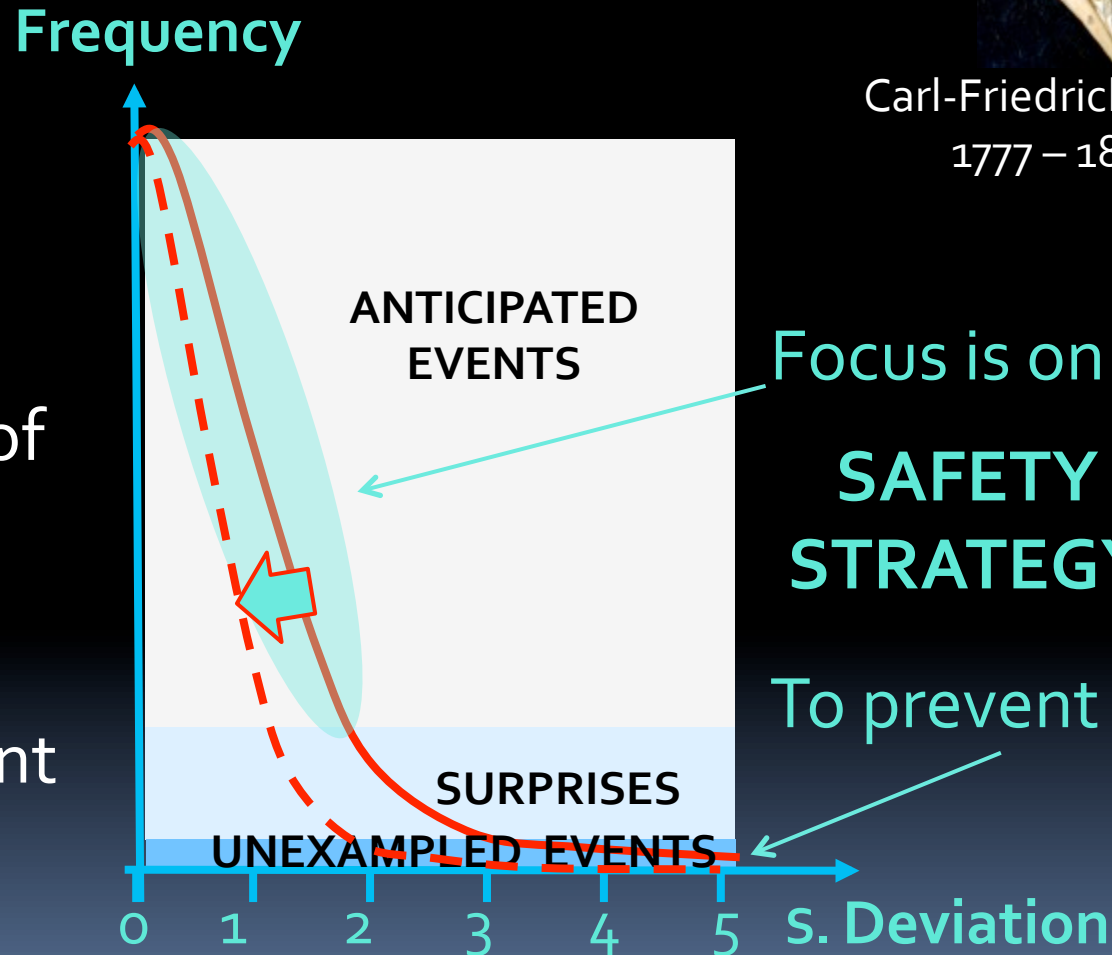 Frequency
Carl-Friedrich
1777 – 18
ANTICIPATED
EVENTS
Focus is on
of
SAFETY
STRATEGY
To prevent
nt
SURPRISES
UNEXAMPLED EVENTS
0 1 2 3 4 5 s. Deviation